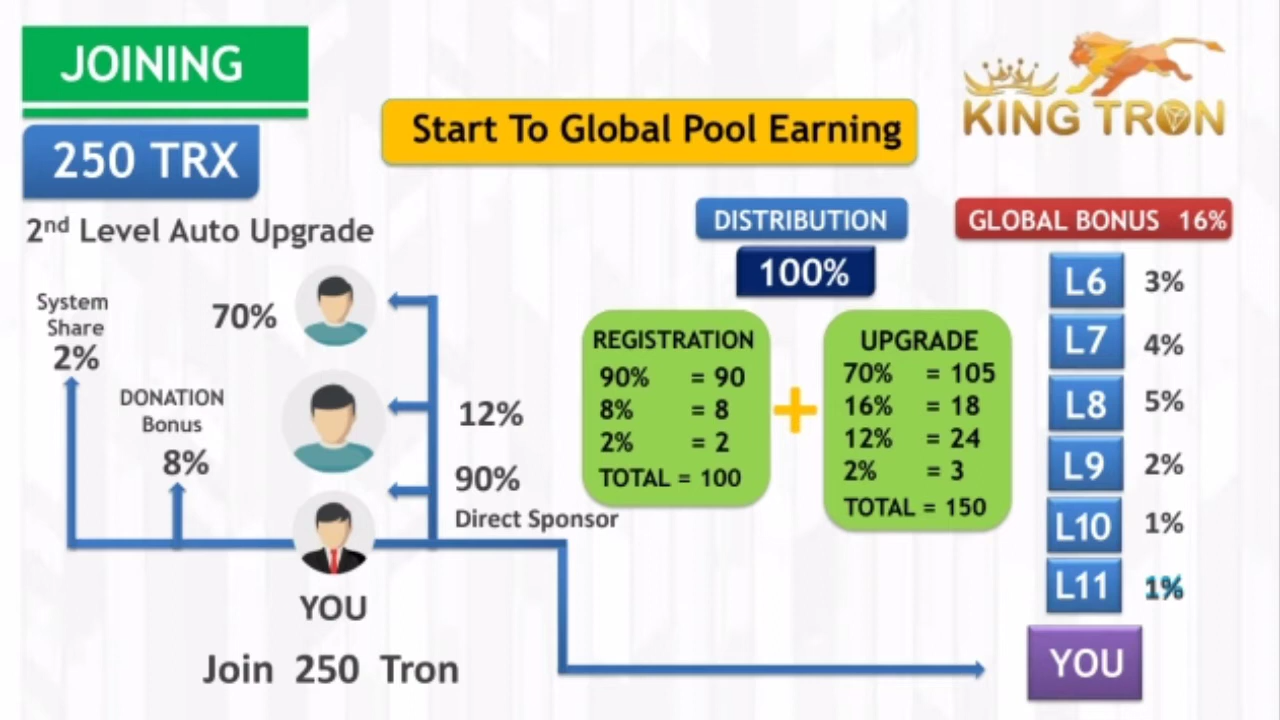 JOINING
250 TRX
2nd Level Auto Upgrade
Start To Global Pool Earning
KING TRON
System
Share
2%
DONATION
Bonus
8%
70%
12%
90%
Direct Sponsor
YOU
Join 250 Tron
DISTRIBUTION
100%
REGISTRATION
90% = 90
8% = 8
2% = 2
TOTAL = 100
+
UPGRADE
70% = 105
16% = 18
12% = 24
2% = 3
TOTAL = 150
GLOBAL BONUS 16%
L6 3%
L7 4%
L8 5%
L9 2%
L10 1%
L11 1%
YOU